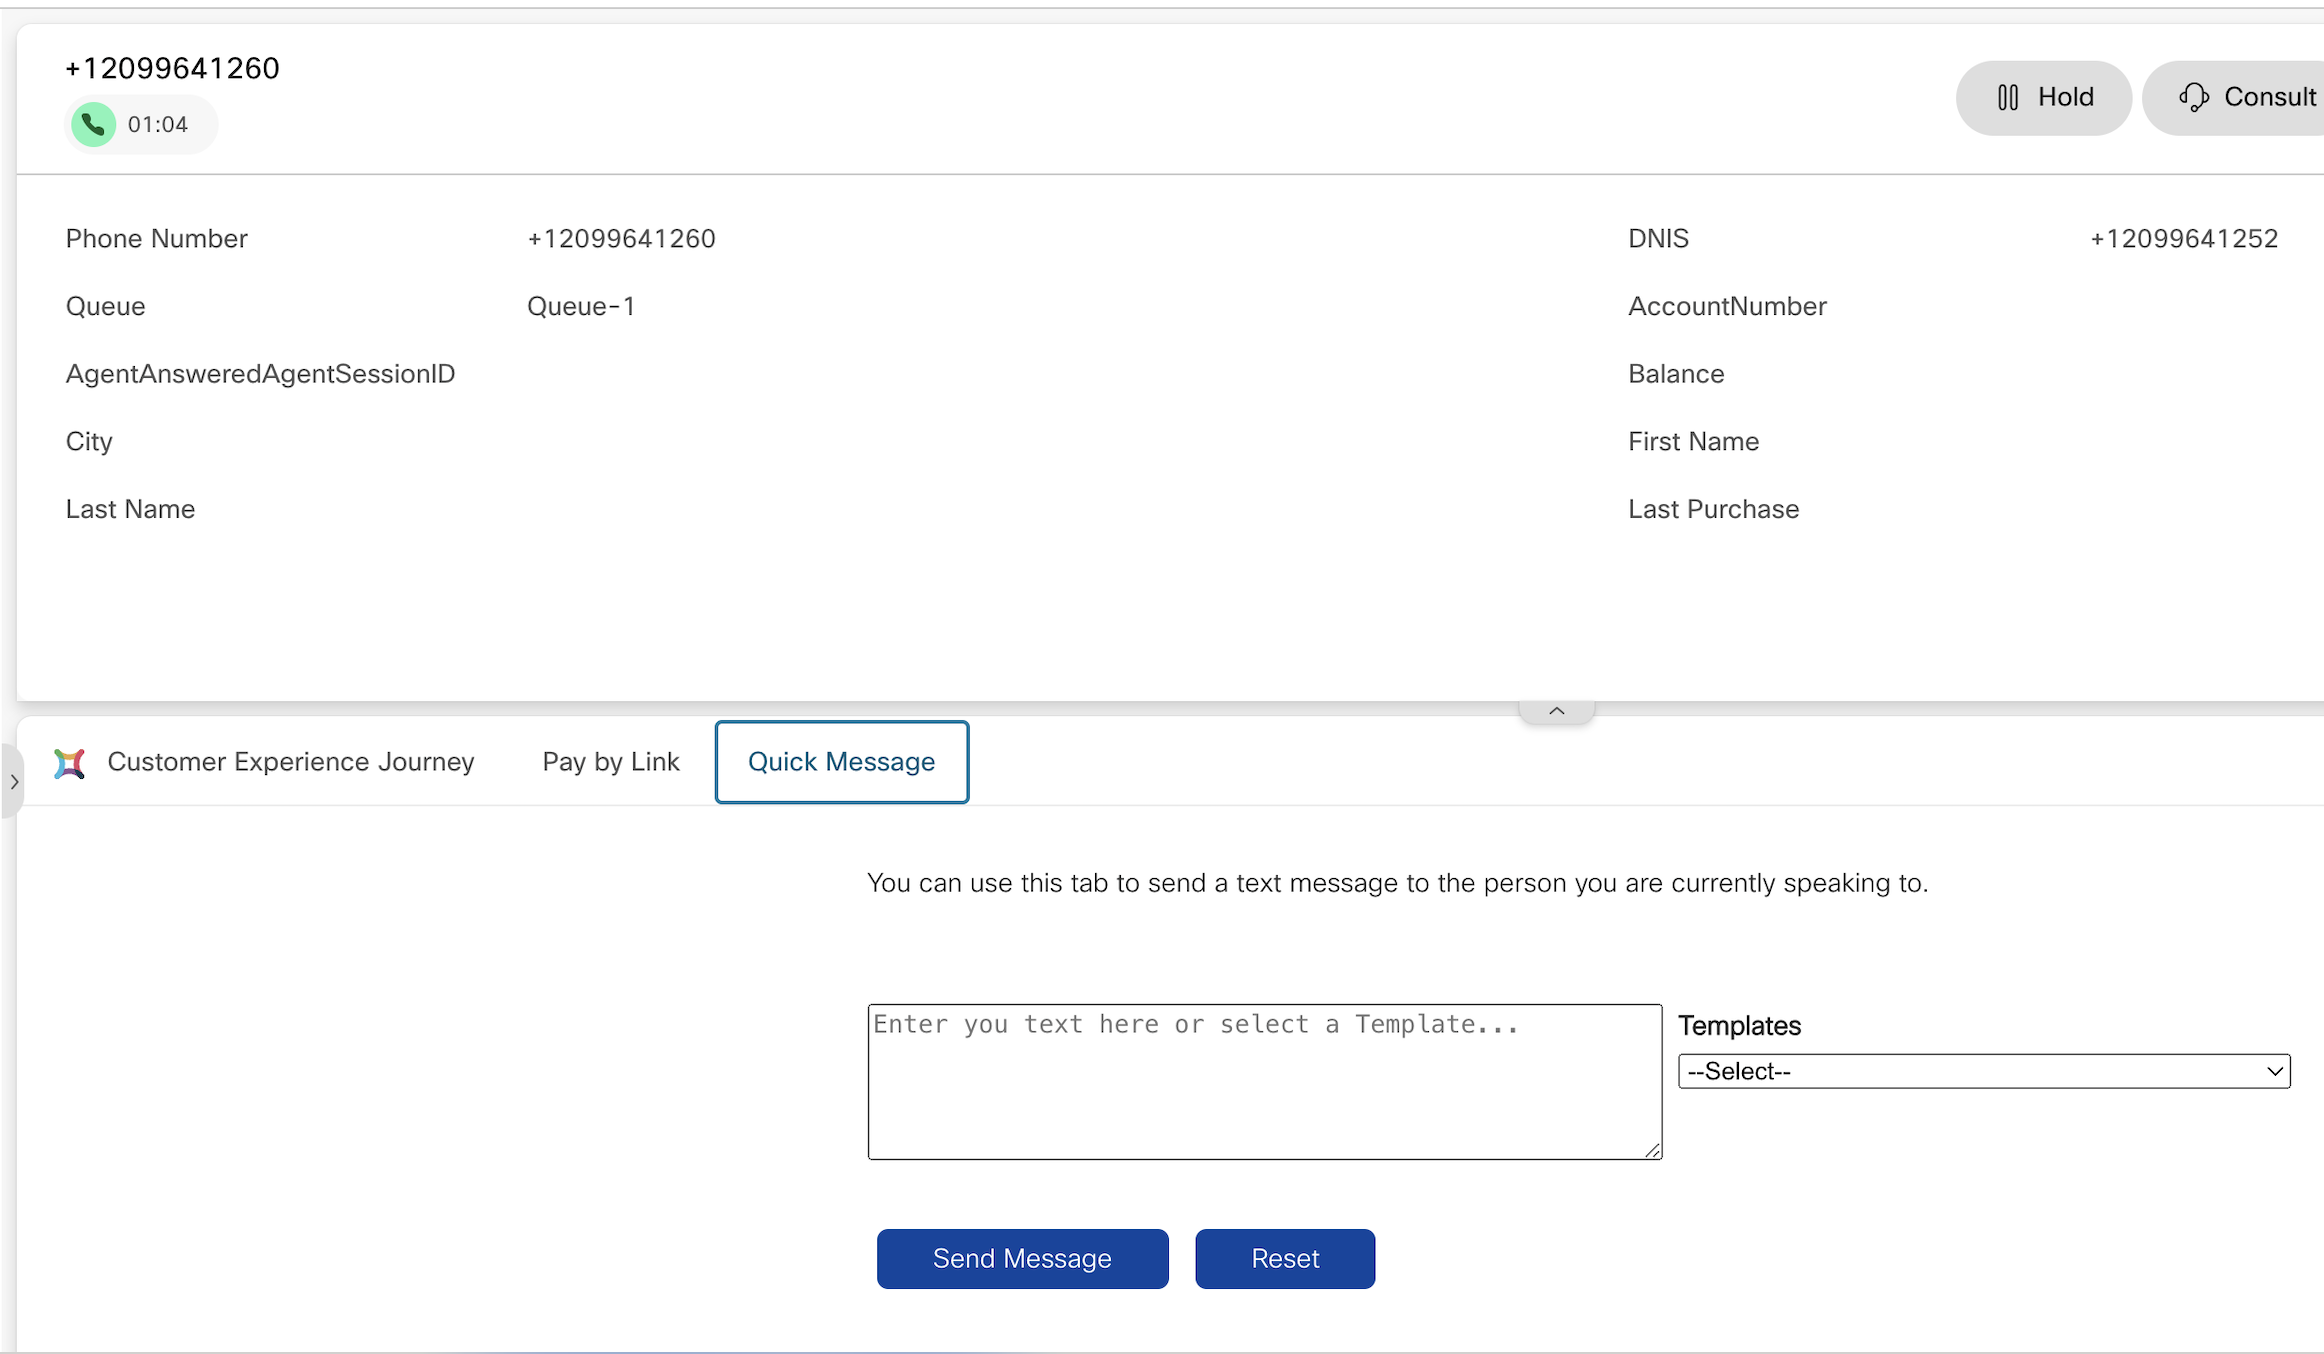 +12099641260
01:04
Hold
Consult
Phone Number +12099641260 DNIS +12099641252
Queue Queue-1 AccountNumber
AgentAnsweredAgentSessionID Balance
City First Name
Last Name Last Purchase
Customer Experience Journey Pay by Link Quick Message
You can use this tab to send a text message to the person you are currently speaking to.
Enter you text here or select a Template...
Templates
--Select--
Send Message Reset